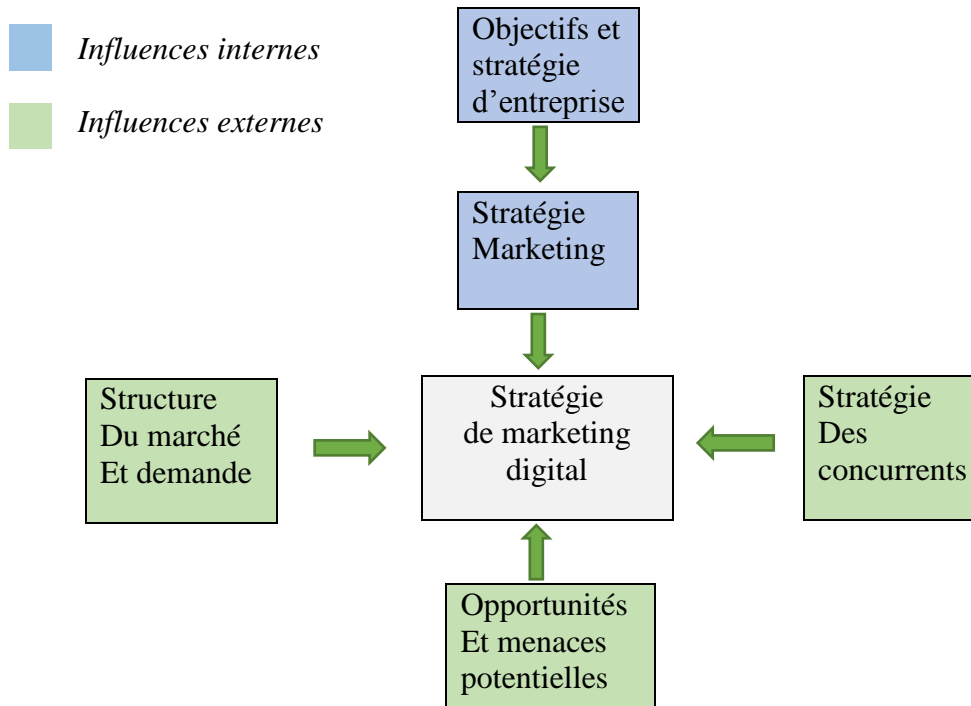 Influences internes
Influences externes
Objectifs et
stratégie
d’entreprise
Stratégie
Marketing
Structure
Du marché
Et demande
Stratégie
de marketing
digital
Stratégie
Des
concurrents
Opportunités
Et menaces
potentielles